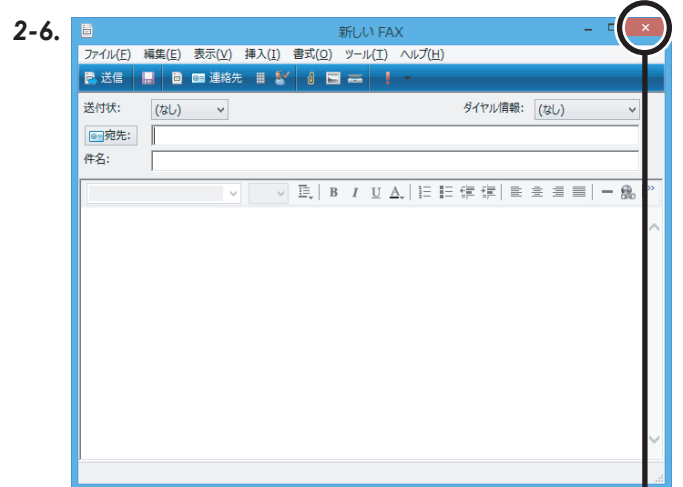 2-6.
新しい FAX
ファイル(F) 編集(E) 表示(V) 挿入(I) 書式(O) ツール(T) ヘルプ(H)
送信 連絡先
送付状: (なし) ダイヤル情報: (なし)
宛先:
件名:
B I U A